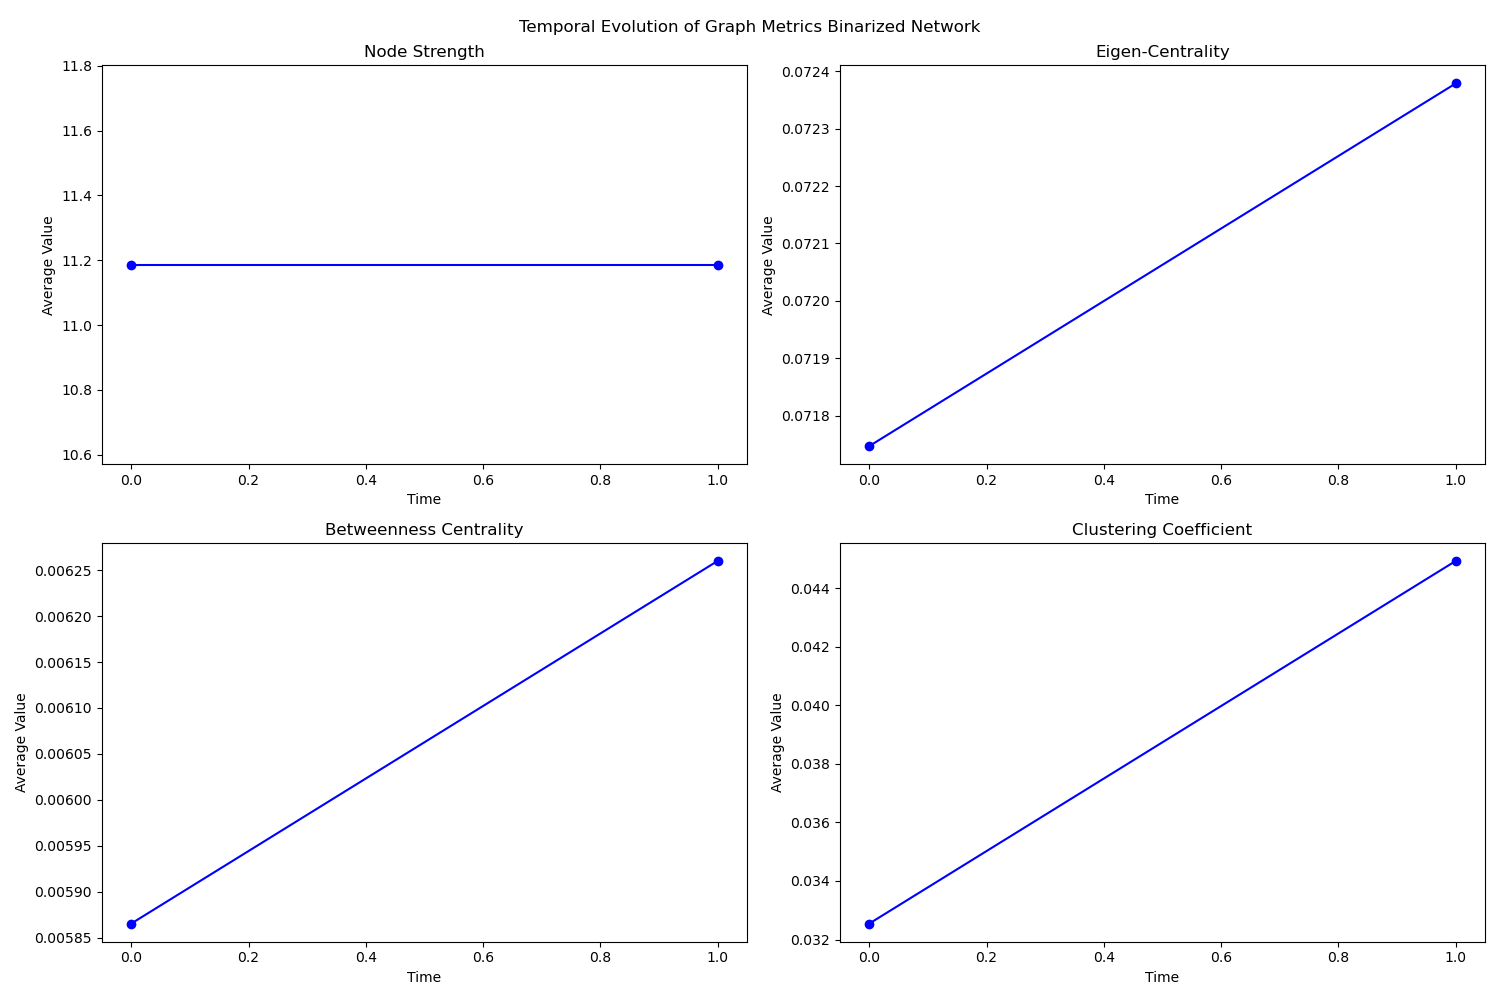 Temporal Evolution of Graph Metrics Binarized Network
Node Strength
11.8
11.6
11.4
11.2
11.0
10.8
10.6
Average Value
0.0 0.2 0.4 0.6 0.8 1.0
Time
Eigen-Centrality
0.0724
0.0723
0.0722
0.0721
0.0720
0.0719
0.0718
Average Value
0.0 0.2 0.4 0.6 0.8 1.0
Time
Betweenness Centrality
0.00625
0.00620
0.00615
0.00610
0.00605
0.00600
0.00595
0.00590
0.00585
Average Value
0.0 0.2 0.4 0.6 0.8 1.0
Time
Clustering Coefficient
0.044
0.042
0.040
0.038
0.036
0.034
0.032
Average Value
0.0 0.2 0.4 0.6 0.8 1.0
Time